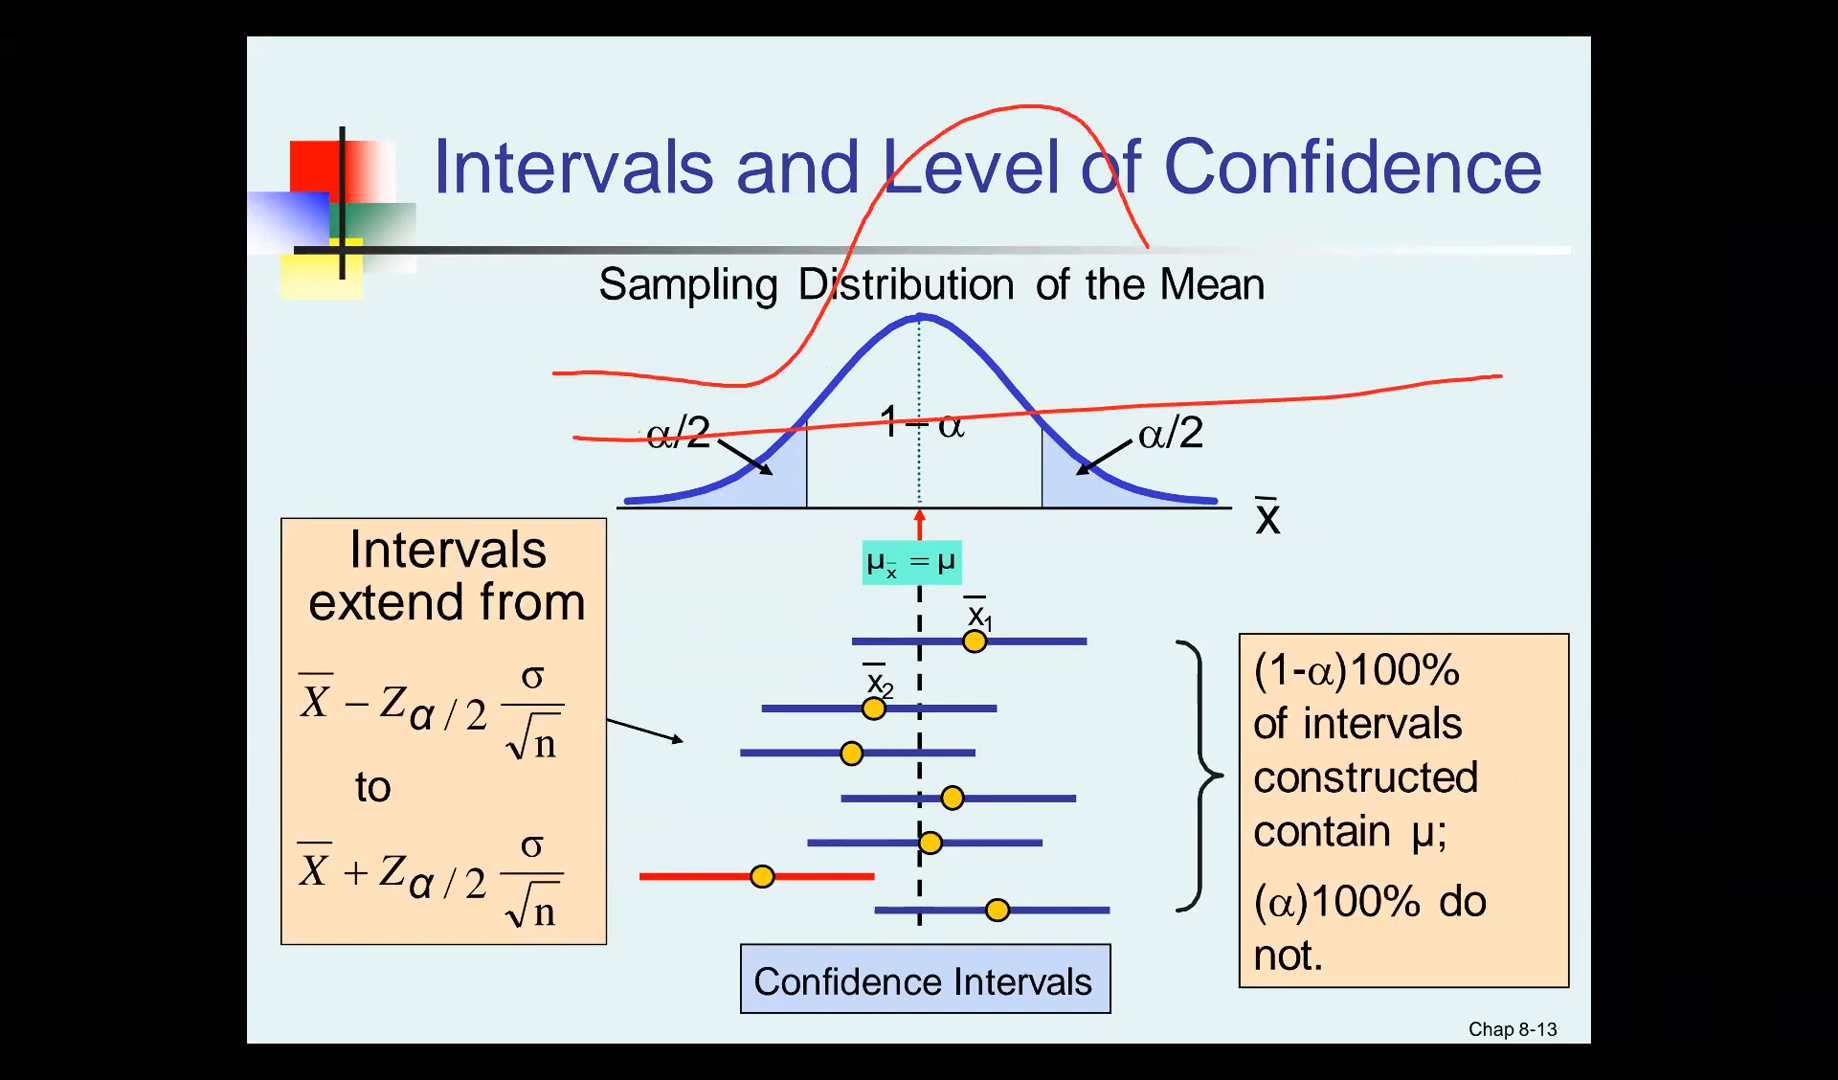 Intervals and Level of Confidence
Sampling Distribution of the Mean
α/2
1 – α
α/2
x̄
Intervals
extend from
X̄ − Zα / 2 σ/√n
to
X̄ + Zα / 2 σ/√n
μx̄ = μ
x̄1
x̄2
(1-α)100%
of intervals
constructed
contain μ;
(α)100% do
not.
Confidence Intervals
Chap 8-13